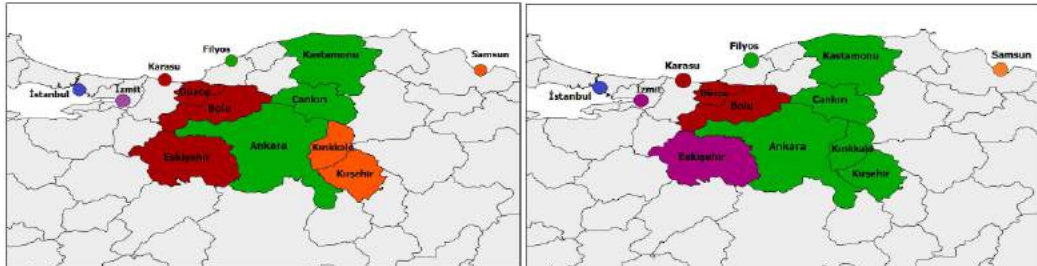 Kastamonu
Filyos
Samsun
Karasu
İzmit
İstanbul
Düzce
Bolu
Çankırı
Ankara
Kırıkkale
Eskişehir
Kırşehir
Kastamonu
Filyos
Samsun
Karasu
İzmit
İstanbul
Düzce
Bolu
Çankırı
Ankara
Kırıkkale
Eskişehir
Kırşehir